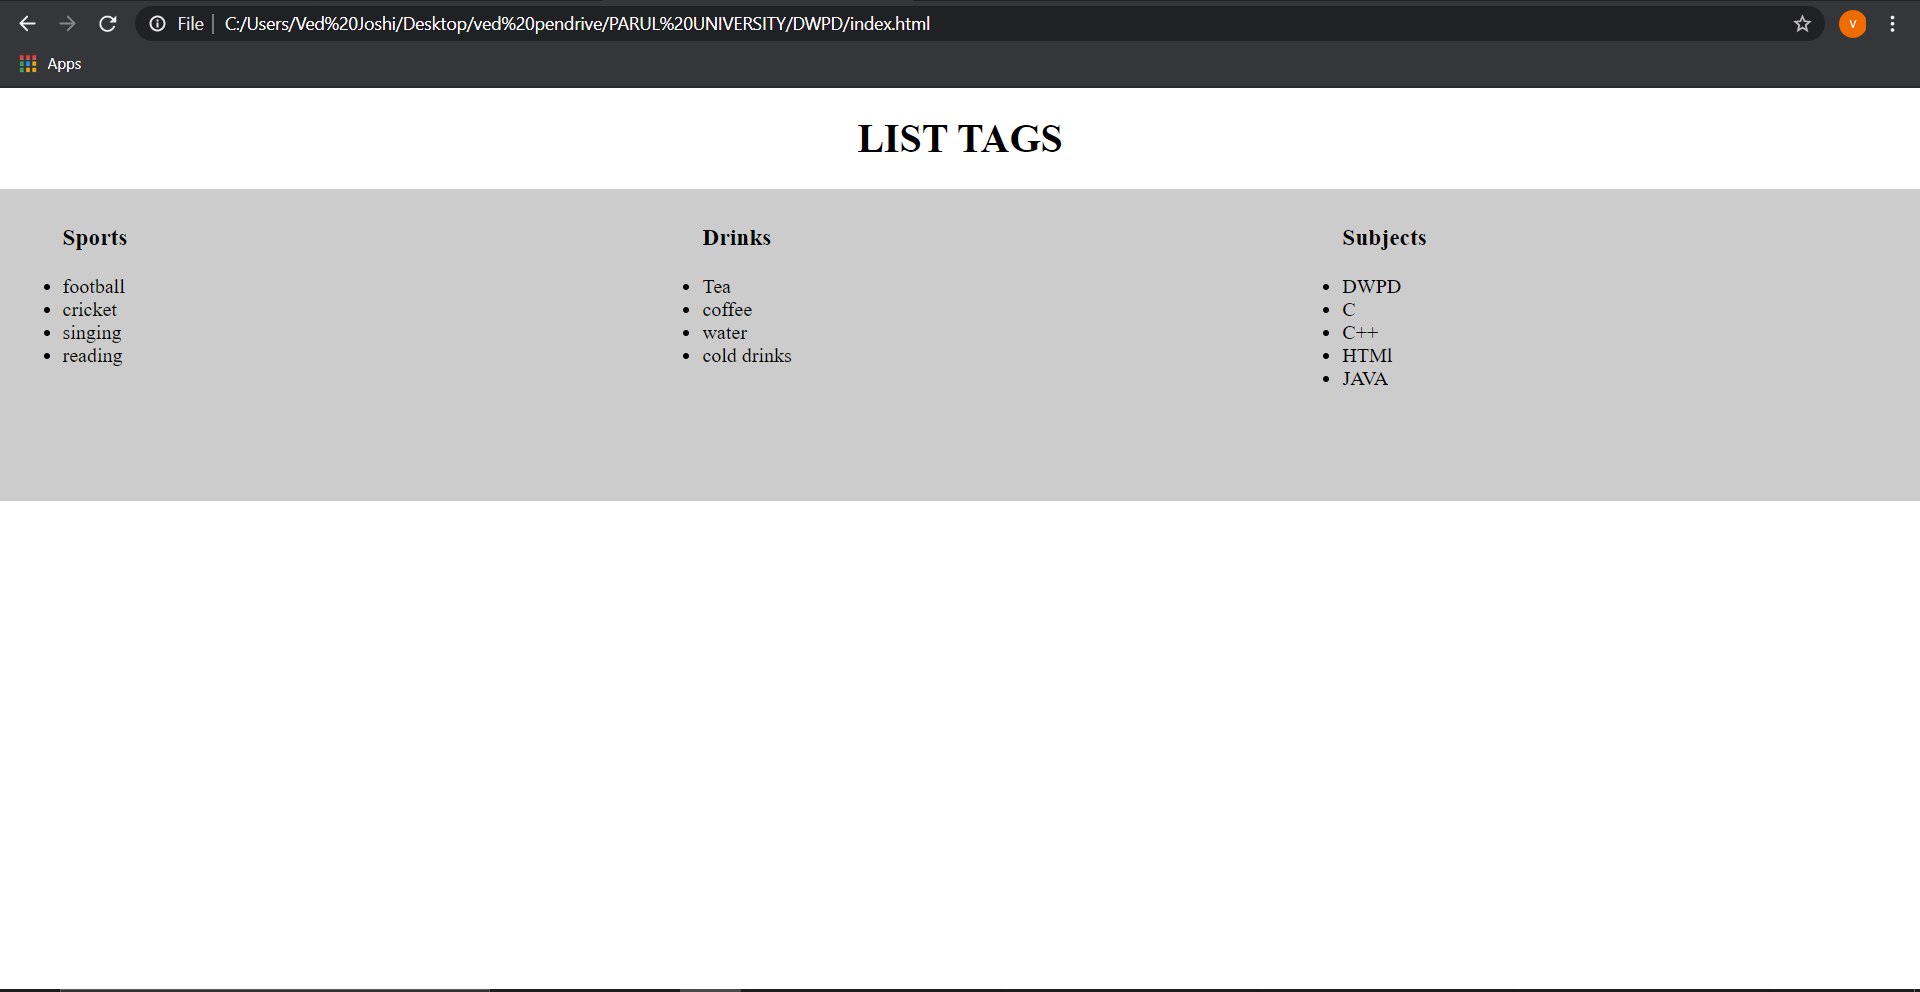 File | C:/Users/Ved%20Joshi/Desktop/ved%20pendrive/PARUL%20UNIVERSITY/DWPD/index.html
V
Apps
LIST TAGS
Sports
football
cricket
singing
reading
Drinks
Tea
coffee
water
cold drinks
Subjects
DWPD
C
C++
HTMl
JAVA